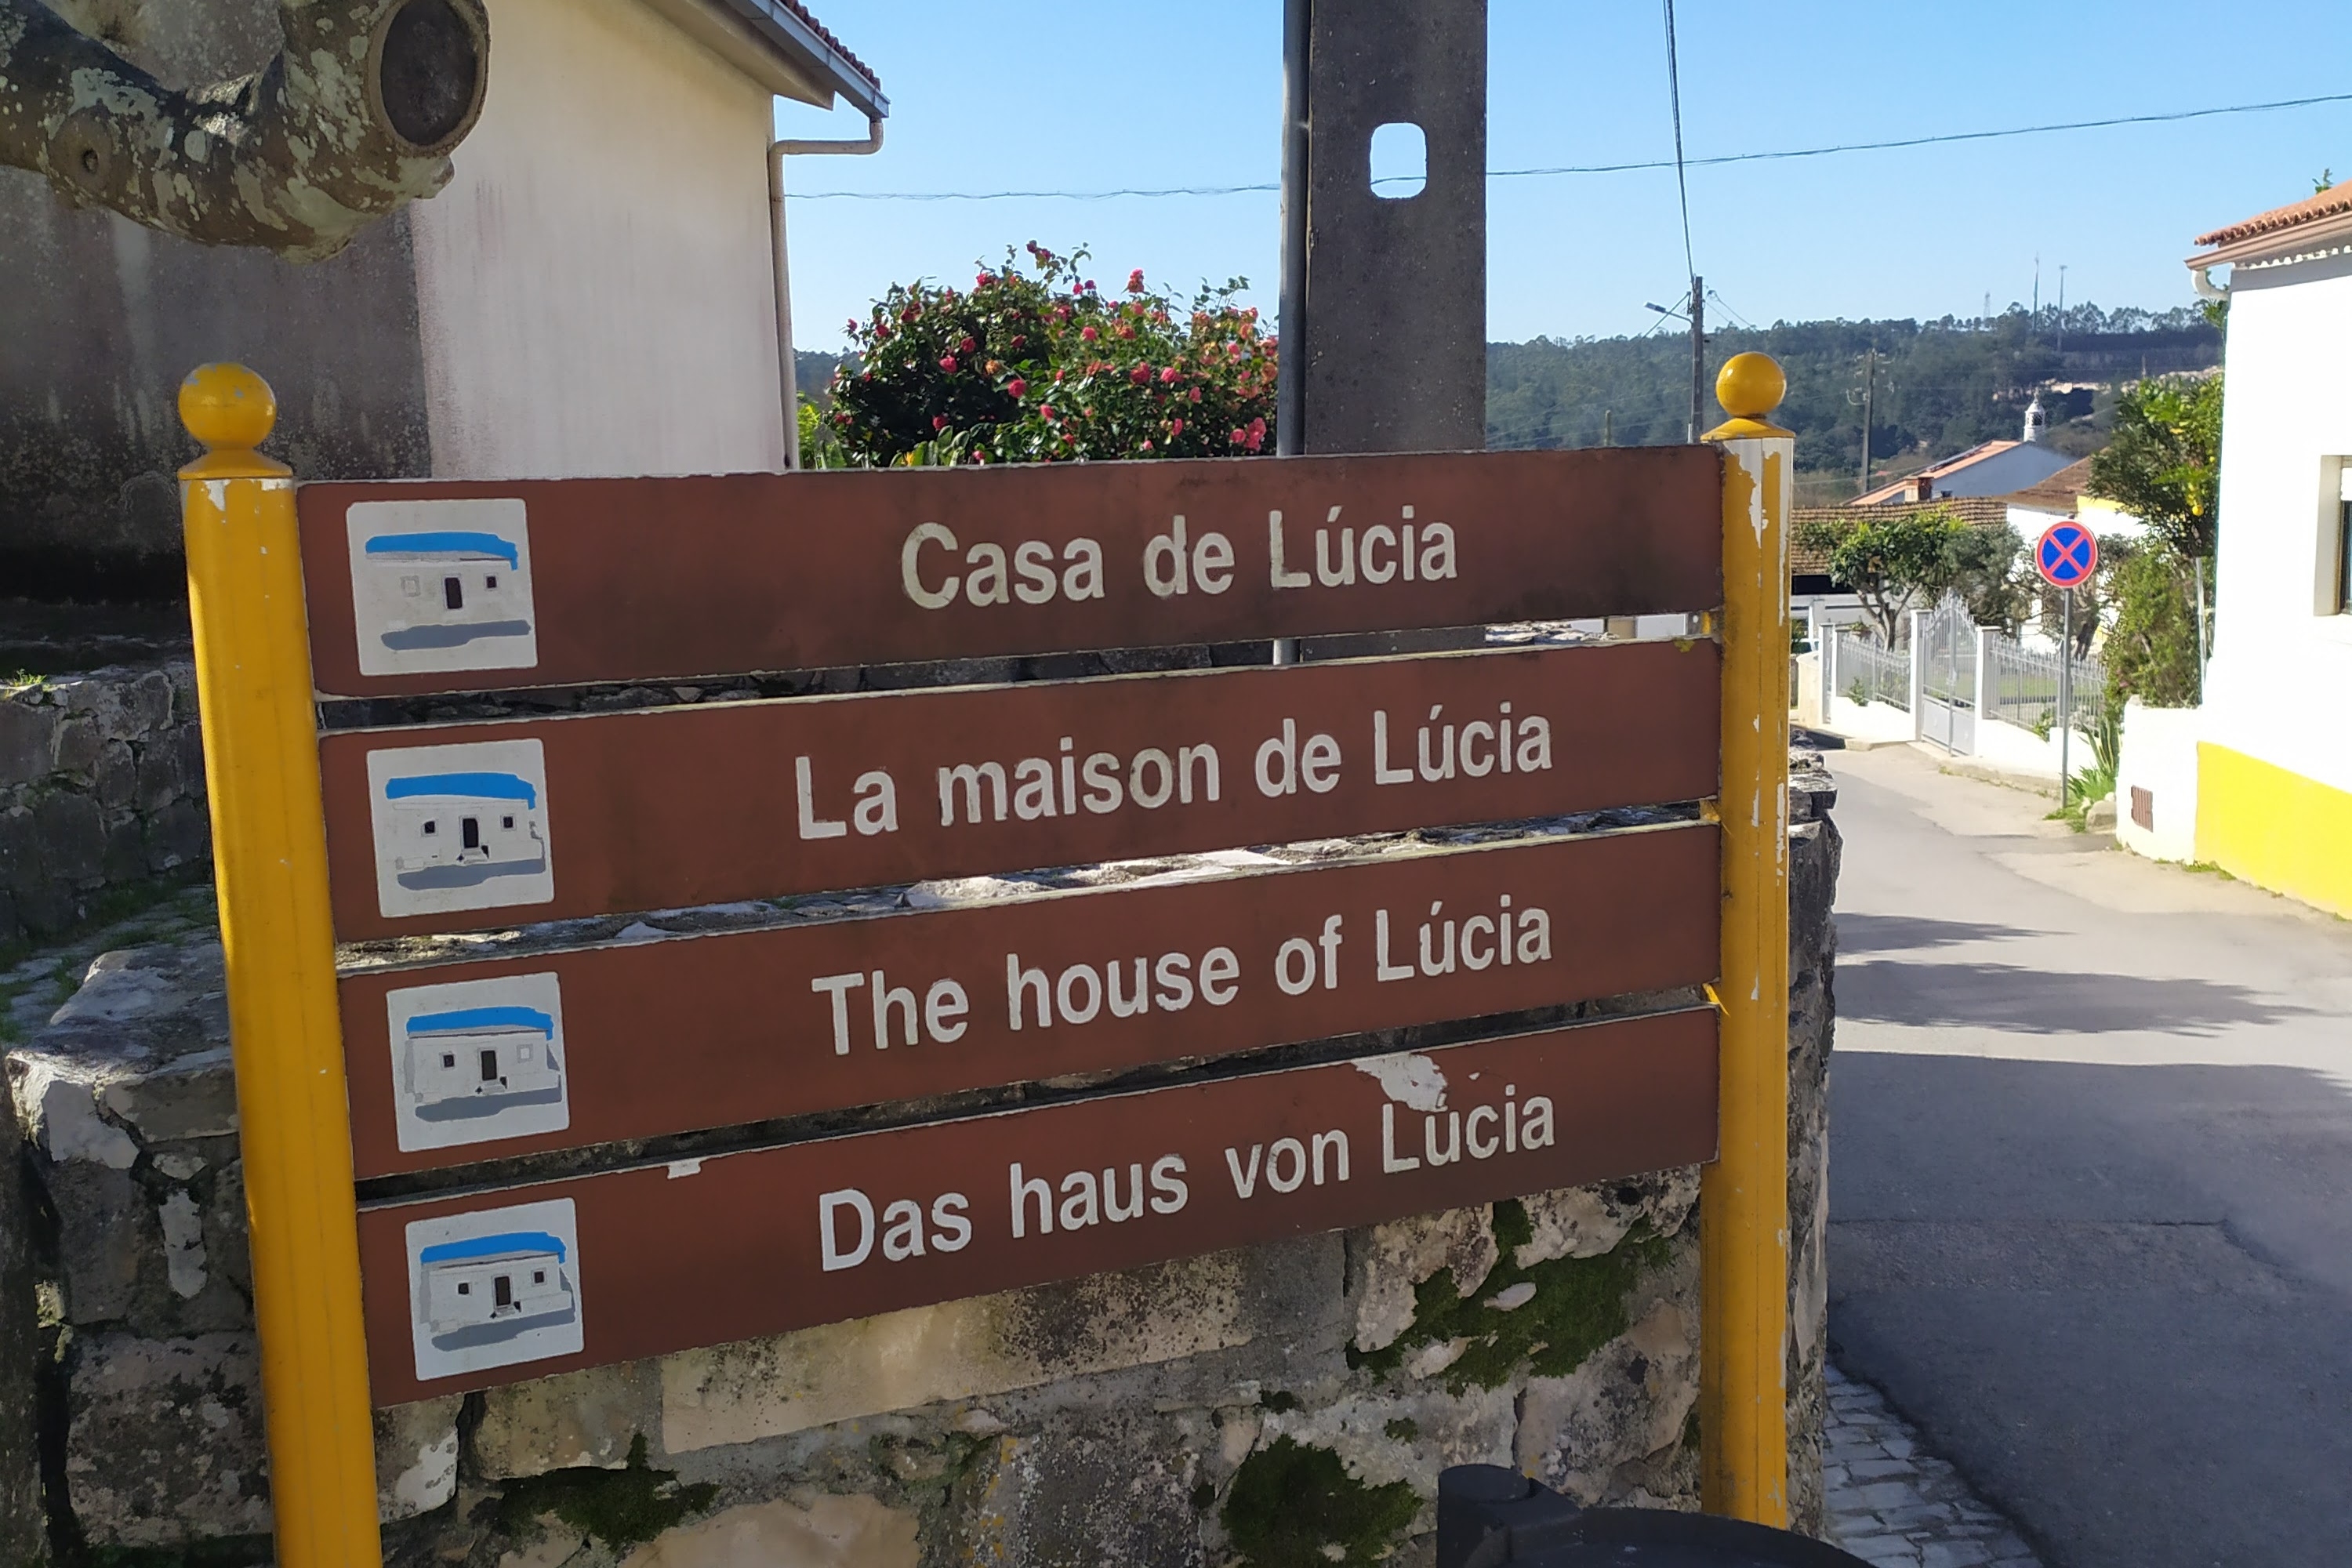 Casa de Lúcia
La maison de Lúcia
The house of Lúcia
Das haus von Lúcia